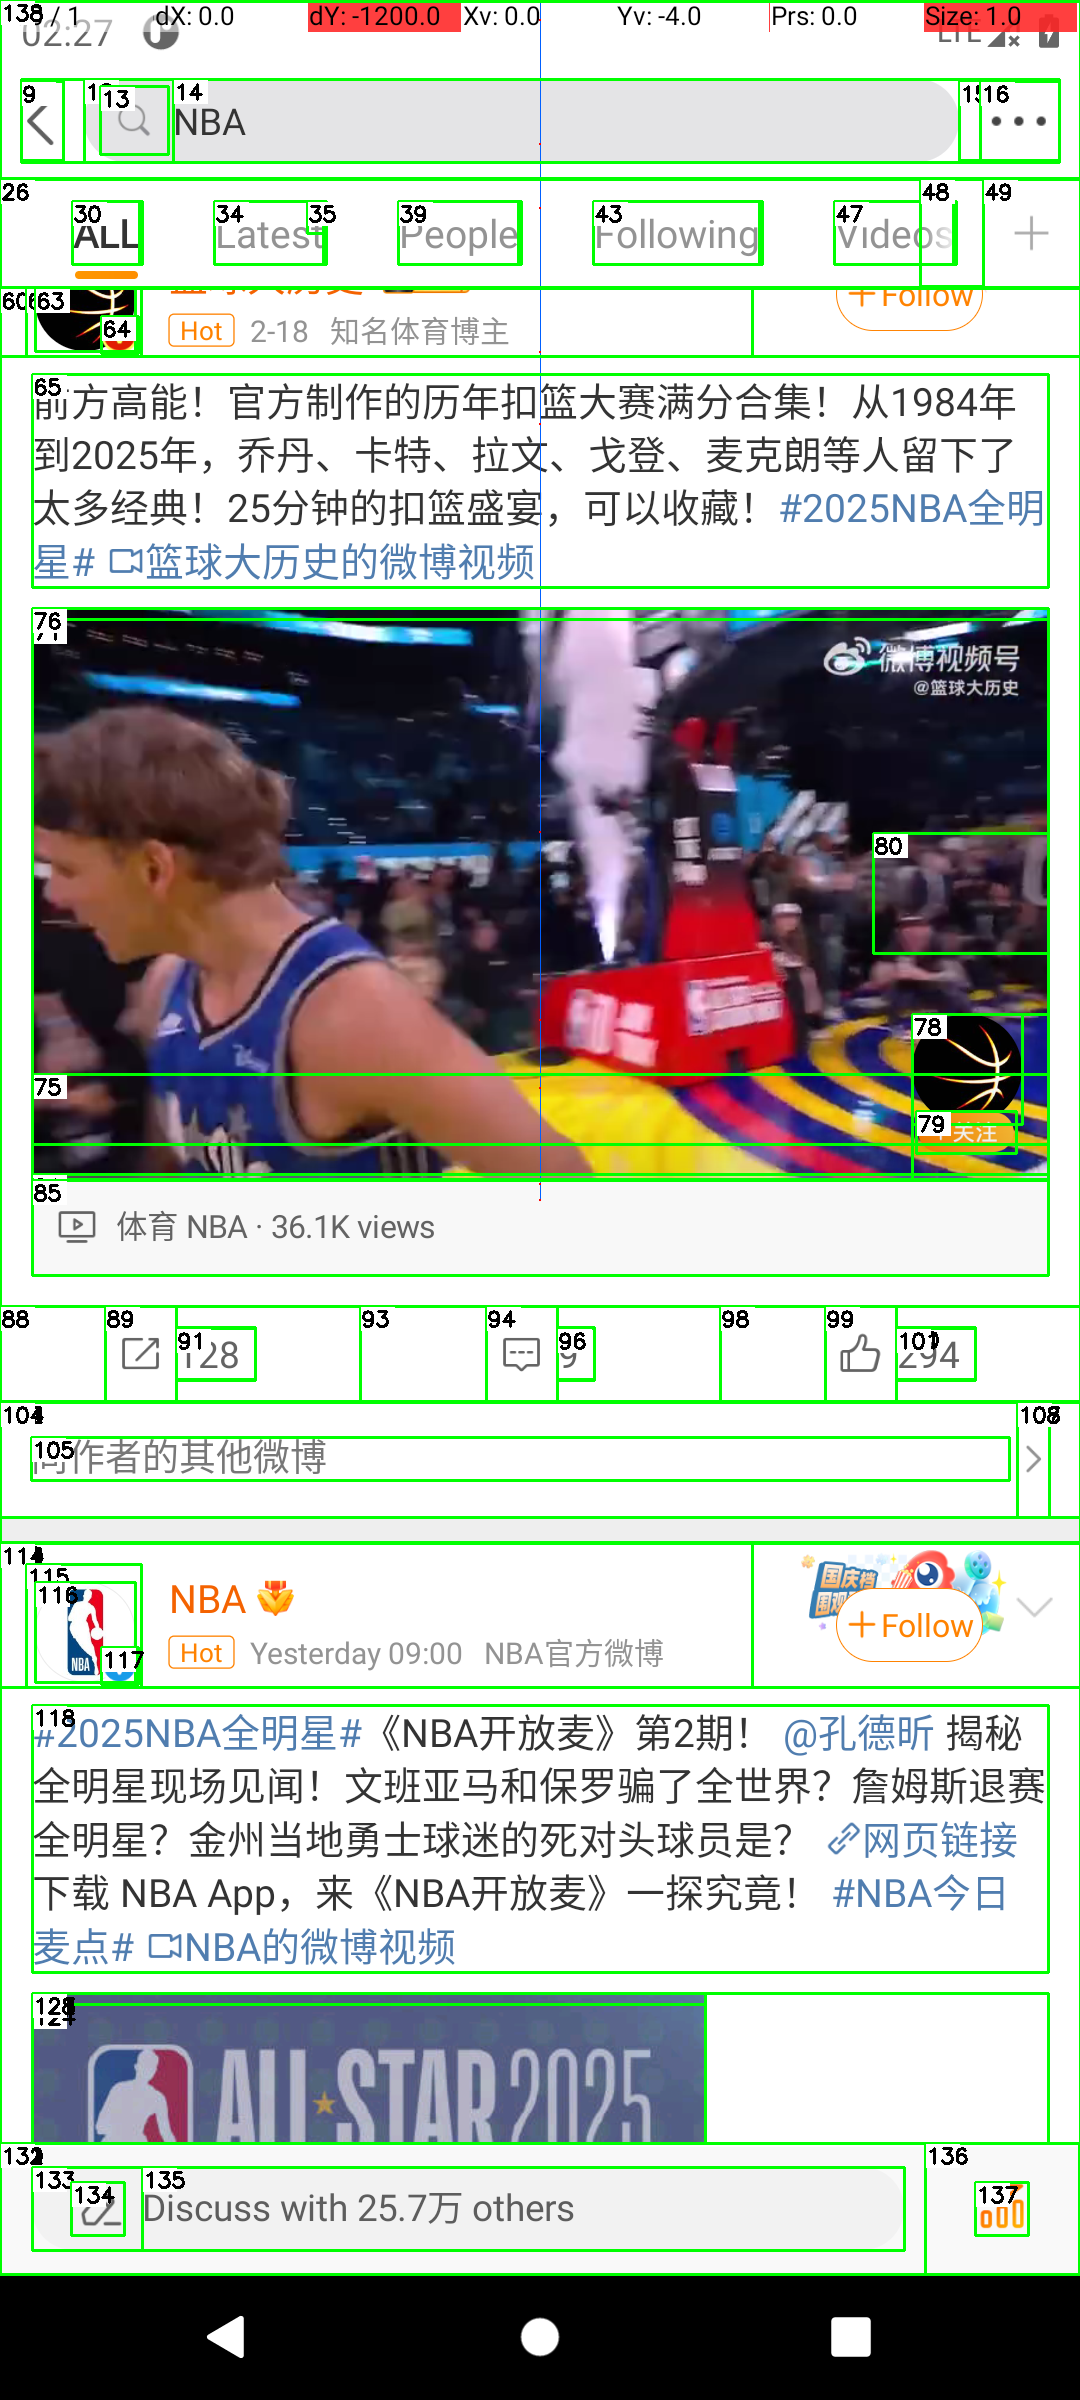 dX: 0.0 dY: -1200.0 Xv: 0.0 Yv: -4.0 Prs: 0.0 Size: 1.0
02:27 LTE
NBA
ALL Latest People Following Videos
+Follow
Hot 2-18 知名体育博主
前方高能！官方制作的历年扣篮大赛满分合集！从1984年
到2025年，乔丹、卡特、拉文、戈登、麦克朗等人留下了
太多经典！25分钟的扣篮盛宴，可以收藏！#2025NBA全明
星# 篮球大历史的微博视频
微博视频号
@篮球大历史
+关注
体育 NBA · 36.1K views
128 9 294
同作者的其他微博
NBA
国庆档
+Follow
Hot Yesterday 09:00 NBA官方微博
#2025NBA全明星#《NBA开放麦》第2期！ @孔德昕 揭秘
全明星现场见闻！文班亚马和保罗骗了全世界？詹姆斯退赛
全明星？金州当地勇士球迷的死对头球员是？ 网页链接
下载 NBA App，来《NBA开放麦》一探究竟！ #NBA今日
麦点# NBA的微博视频
ALL STAR 2025
Discuss with 25.7万 others